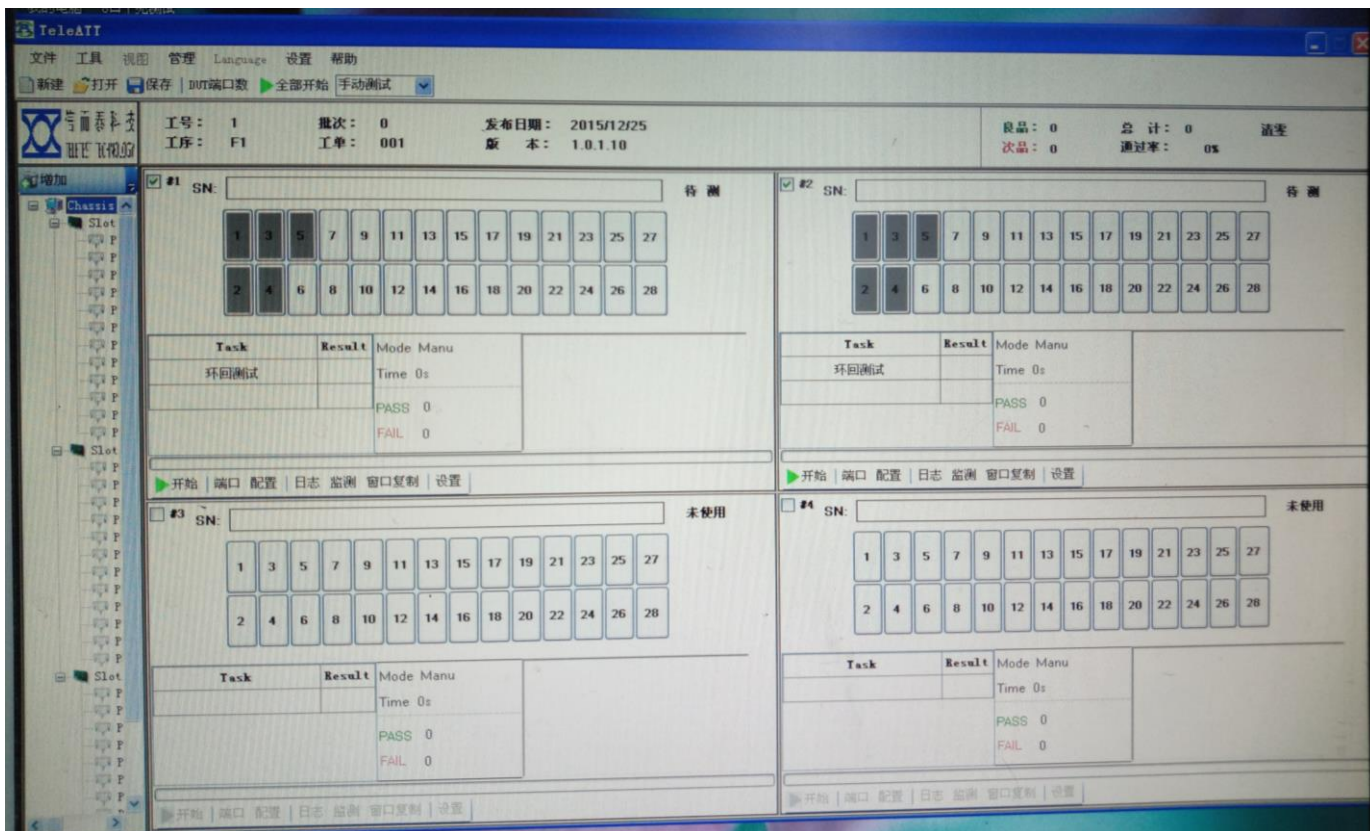 TeleATT
文件 工具 视图 管理 Language 设置 帮助
新建 打开 保存 | DUT端口数 全部开始 手动测试
信而泰科技
工号： 1 批次： 0 发布日期： 2015/12/25 良品： 0 总 计： 0 清零
工序： F1 工单： 001 版 本： 1.0.1.10 次品： 0 通过率： 0%
增加
Chassis
Slot
P
P
P
P
P
P
P
P
P
P
P
P
Slot
P
P
P
P
P
P
P
P
P
P
P
P
Slot
P
P
P
P
P
P
P
#1 SN: 待 测
1 3 5 7 9 11 13 15 17 19 21 23 25 27
2 4 6 8 10 12 14 16 18 20 22 24 26 28
Task Result Mode Manu
环回测试 Time 0s
PASS 0
FAIL 0
开始 | 端口 配置 | 日志 监测 窗口复制 | 设置
#2 SN: 待 测
1 3 5 7 9 11 13 15 17 19 21 23 25 27
2 4 6 8 10 12 14 16 18 20 22 24 26 28
Task Result Mode Manu
环回测试 Time 0s
PASS 0
FAIL 0
开始 | 端口 配置 | 日志 监测 窗口复制 | 设置
#3 SN: 未使用
1 3 5 7 9 11 13 15 17 19 21 23 25 27
2 4 6 8 10 12 14 16 18 20 22 24 26 28
Task Result Mode Manu
Time 0s
PASS 0
FAIL 0
开始 | 端口 配置 | 日志 监测 窗口复制 | 设置
#4 SN: 未使用
1 3 5 7 9 11 13 15 17 19 21 23 25 27
2 4 6 8 10 12 14 16 18 20 22 24 26 28
Task Result Mode Manu
Time 0s
PASS 0
FAIL 0
开始 | 端口 配置 | 日志 监测 窗口复制 | 设置